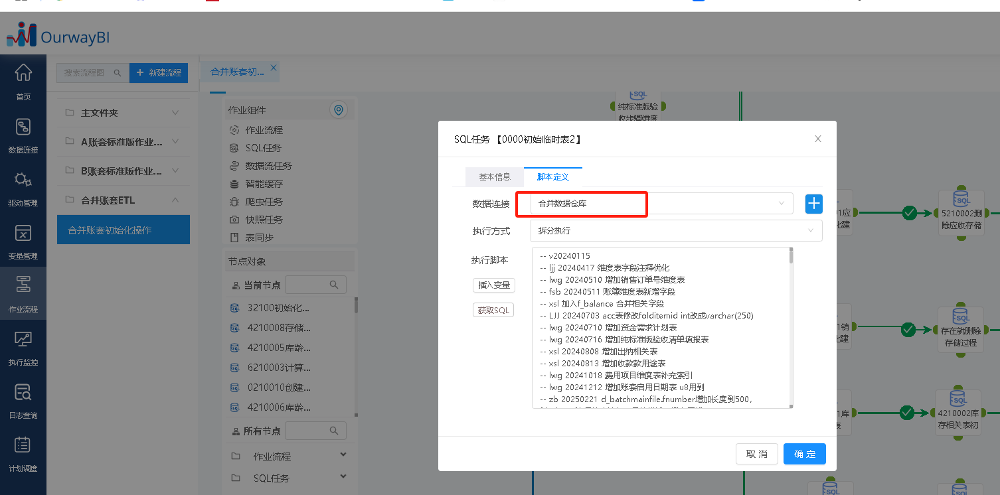 OurwayBI
首页
数据连接
驱动管理
变量管理
作业流程
执行监控
日志查询
计划调度
搜索流程图
+ 新建流程
主文件夹
A账套标准版作业...
B账套标准版作业...
合并账套ETL
合并账套初始化操作
合并账套初...
作业组件
作业流程
SQL任务
数据流任务
智能缓存
爬虫任务
快照任务
表同步
节点对象
当前节点
32100初始化...
4210008存储...
4210005库龄...
6210003计算...
0210010创建...
4210006库龄...
所有节点
作业流程
SQL任务
SQL
纯标准版验
收步骤维度
SQL任务 【0000初始临时表2】
基本信息
脚本定义
数据连接
合并数据仓库
执行方式
拆分执行
执行脚本
插入变量
获取SQL
-- v20240115
-- ljj 20240417 维度表字段注释优化
-- lwg 20240510 增加销售订单号维度表
-- fsb 20240511 账簿维度表新增字段
-- xsl 加入f_balance 合并相关字段
-- LJJ 20240703 acc表修改folditemid int改成varchar(250)
-- lwg 20240710 增加资金需求计划表
-- lwg 20240716 增加纯标准版验收清单填报表
-- xsl 20240808 增加出纳相关表
-- xsl 20240813 增加收款款用途表
-- lwg 20241018 费用项目维度表补充索引
-- lwg 20241212 增加账套启用日期表 u8用到
-- zb 20250221 d_batchmainfile.fnumber增加长度到500,
取 消
确 定
01应
化建
SQL
5210002删
除应收存储
1销
化建
SQL
存在就删除
存储过程
1库
表
SQL
4210002库
存相关表初
SQL
SQL